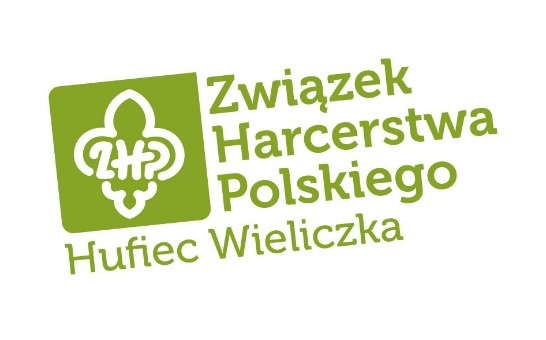 ZHP
Związek
Harcerstwa
Polskiego
Hufiec Wieliczka